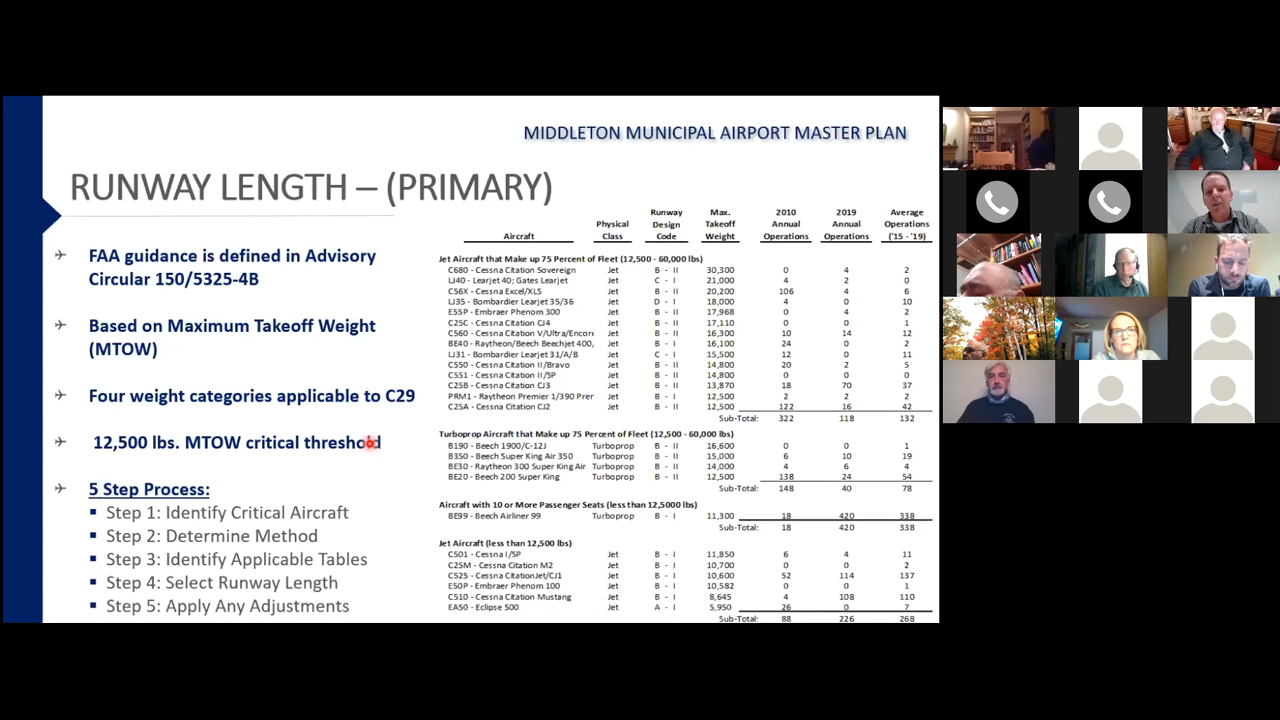 MIDDLETON MUNICIPAL AIRPORT MASTER PLAN
RUNWAY LENGTH – (PRIMARY)
FAA guidance is defined in Advisory
Circular 150/5325-4B
Based on Maximum Takeoff Weight
(MTOW)
Four weight categories applicable to C29
12,500 lbs. MTOW critical threshold
5 Step Process:
Step 1: Identify Critical Aircraft
Step 2: Determine Method
Step 3: Identify Applicable Tables
Step 4: Select Runway Length
Step 5: Apply Any Adjustments
Runway Max. 2010 2019 Average
Physical Design Takeoff Annual Annual Operations
Aircraft Class Code Weight Operations Operations ('15 - '19)
Jet Aircraft that Make up 75 Percent of Fleet (12,500 - 60,000 lbs)
C680 - Cessna Citation Sovereign Jet B - II 30,300 0 4 2
LJ40 - Learjet 40; Gates Learjet Jet C - I 21,000 4 2 0
C56X - Cessna Excel/XLS Jet B - II 20,200 106 4 6
LJ35 - Bombardier Learjet 35/36 Jet D - I 18,000 4 0 10
E55P - Embraer Phenom 300 Jet B - II 17,968 0 4 2
C25C - Cessna Citation CJ4 Jet B - II 17,110 0 0 1
C560 - Cessna Citation V/Ultra/Encore Jet B - II 16,300 10 14 12
BE40 - Raytheon/Beech Beechjet 400, Jet B - I 16,100 24 0 2
LJ31 - Bombardier Learjet 31/A/B Jet C - I 15,500 12 0 11
C550 - Cessna Citation II/Bravo Jet B - II 14,800 20 2 5
C551 - Cessna Citation II/SP Jet B - II 14,800 0 0 0
C25B - Cessna Citation CJ3 Jet B - II 13,870 18 70 37
PRM1 - Raytheon Premier 1/390 Prer Jet B - I 12,500 2 2 2
C25A - Cessna Citation CJ2 Jet B - II 12,500 122 16 42
Sub-Total: 322 118 132
Turboprop Aircraft that Make up 75 Percent of Fleet (12,500 - 60,000 lbs)
B190 - Beech 1900/C-12J Turboprop B - II 16,600 0 0 1
B350 - Beech Super King Air 350 Turboprop B - II 15,000 6 10 19
BE30 - Raytheon 300 Super King Air Turboprop B - II 14,000 4 6 4
BE20 - Beech 200 Super King Turboprop B - II 12,500 138 24 54
Sub-Total: 148 40 78
Aircraft with 10 or More Passenger Seats (less than 12,5000 lbs)
BE99 - Beech Airliner 99 Turboprop B - I 11,300 18 420 338
Sub-Total: 18 420 338
Jet Aircraft (less than 12,500 lbs)
C501 - Cessna I/SP Jet B - I 11,850 6 4 11
C25M - Cessna Citation M2 Jet B - I 10,700 0 0 2
C525 - Cessna CitationJet/CJ1 Jet B - I 10,600 52 114 137
E50P - Embraer Phenom 100 Jet B - I 10,582 0 0 1
C510 - Cessna Citation Mustang Jet B - I 8,645 4 108 110
EA50 - Eclipse 500 Jet A - I 5,950 26 0 7
Sub-Total: 88 226 268